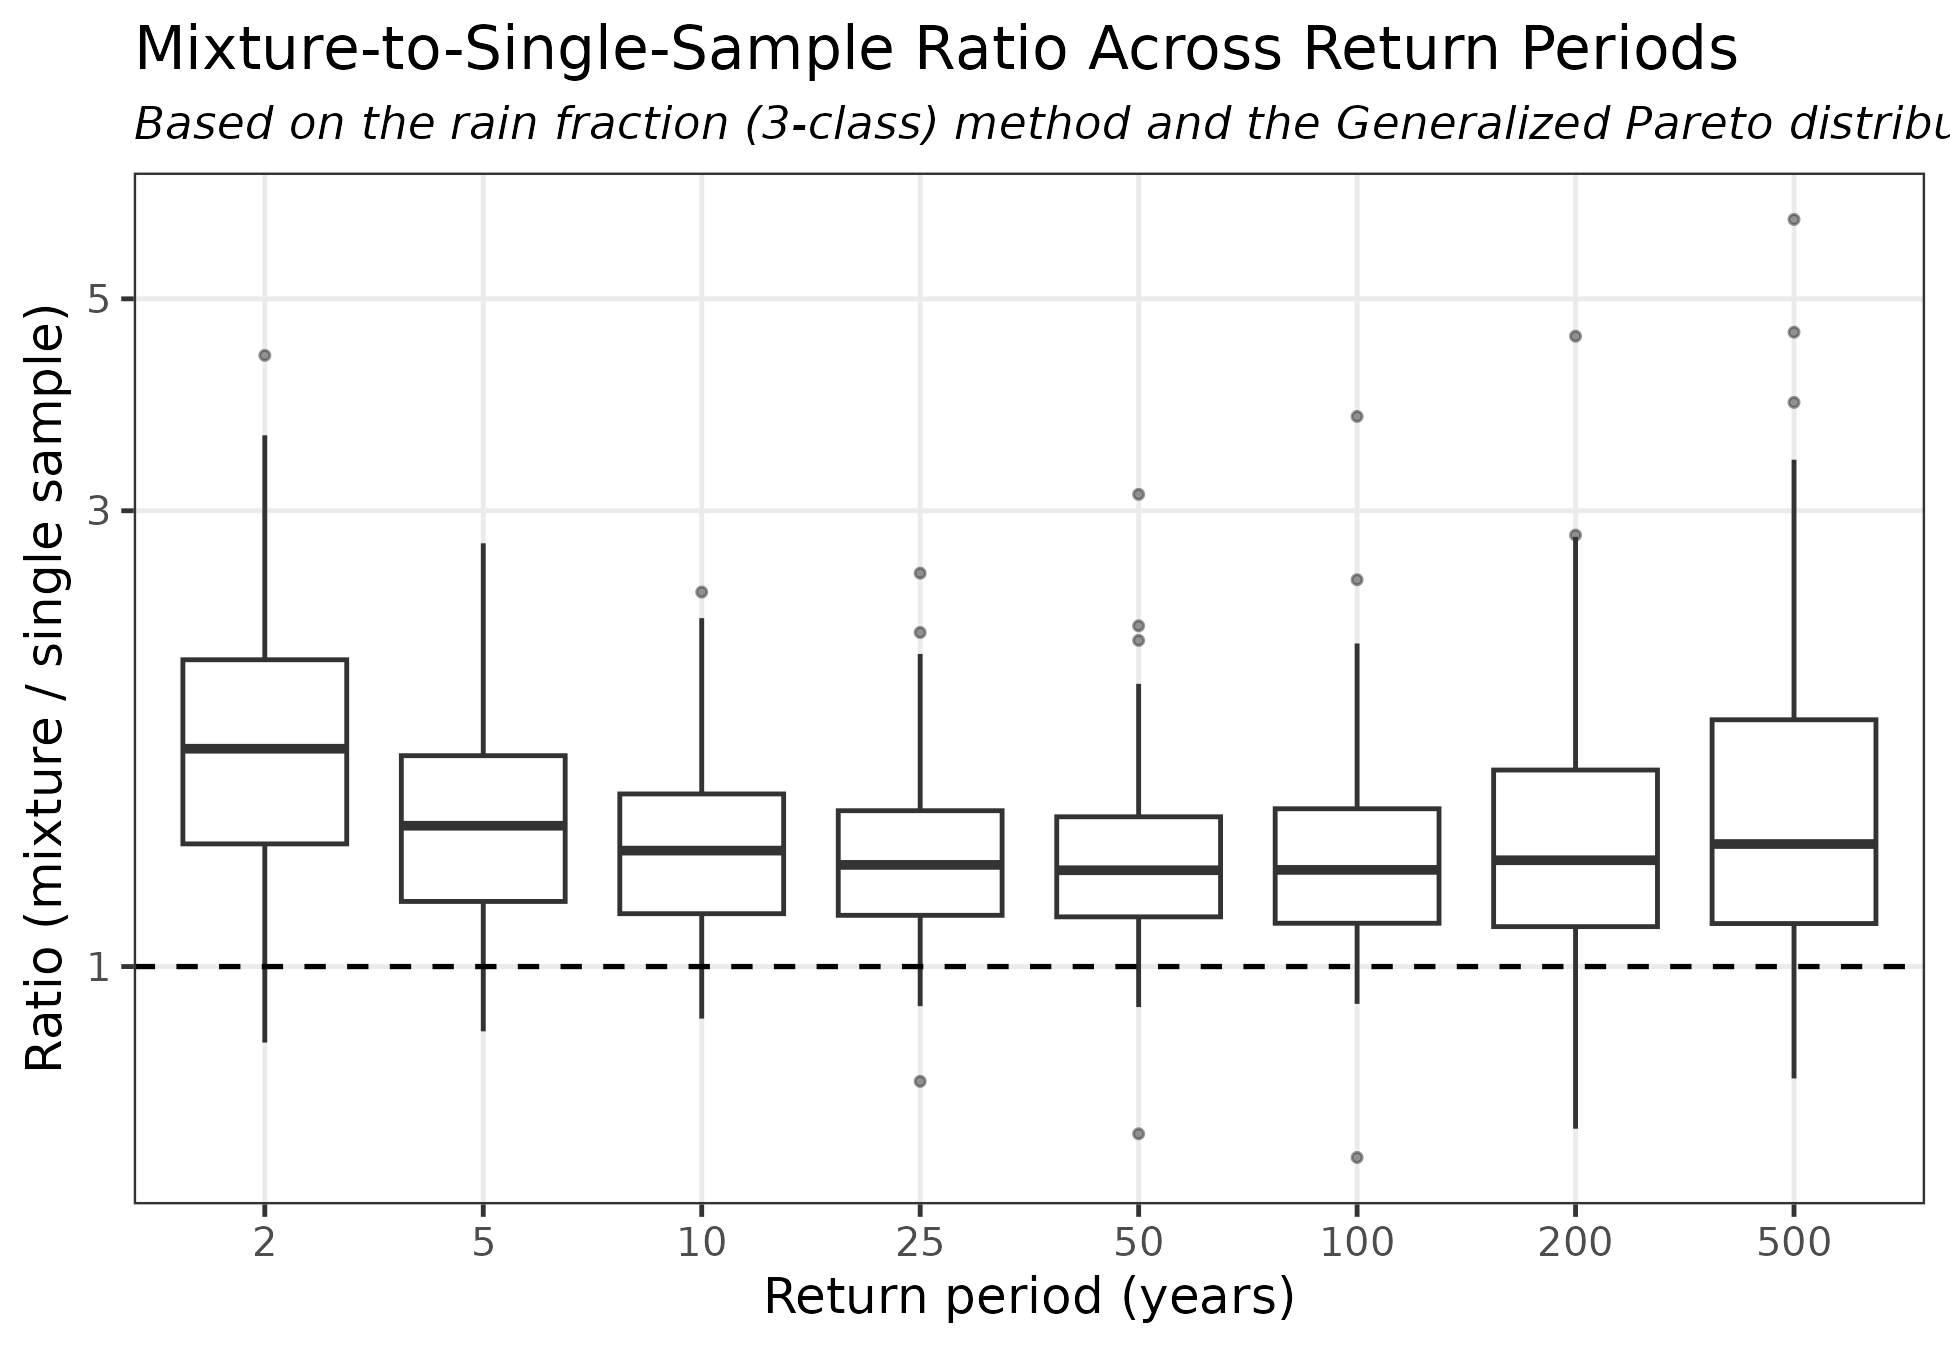 Mixture-to-Single-Sample Ratio Across Return Periods
Based on the rain fraction (3-class) method and the Generalized Pareto distribu
Ratio (mixture / single sample)
5
3
1
2 5 10 25 50 100 200 500
Return period (years)